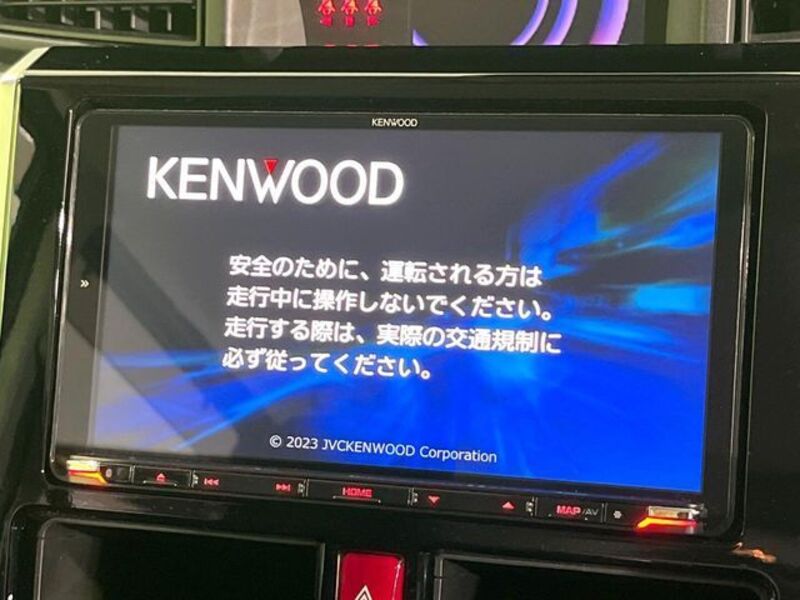 KENWOOD
KENWOOD
安全のために、運転される方は
走行中に操作しないでください。
走行する際は、実際の交通規制に
必ず従ってください。
© 2023 JVCKENWOOD Corporation
HOME
MAP/AV